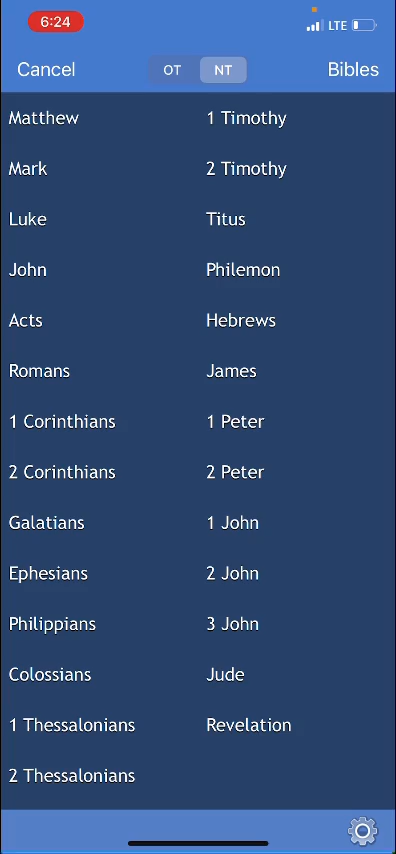 6:24
LTE
Cancel
OT
NT
Bibles
Matthew
Mark
Luke
John
Acts
Romans
1 Corinthians
2 Corinthians
Galatians
Ephesians
Philippians
Colossians
1 Thessalonians
2 Thessalonians
1 Timothy
2 Timothy
Titus
Philemon
Hebrews
James
1 Peter
2 Peter
1 John
2 John
3 John
Jude
Revelation